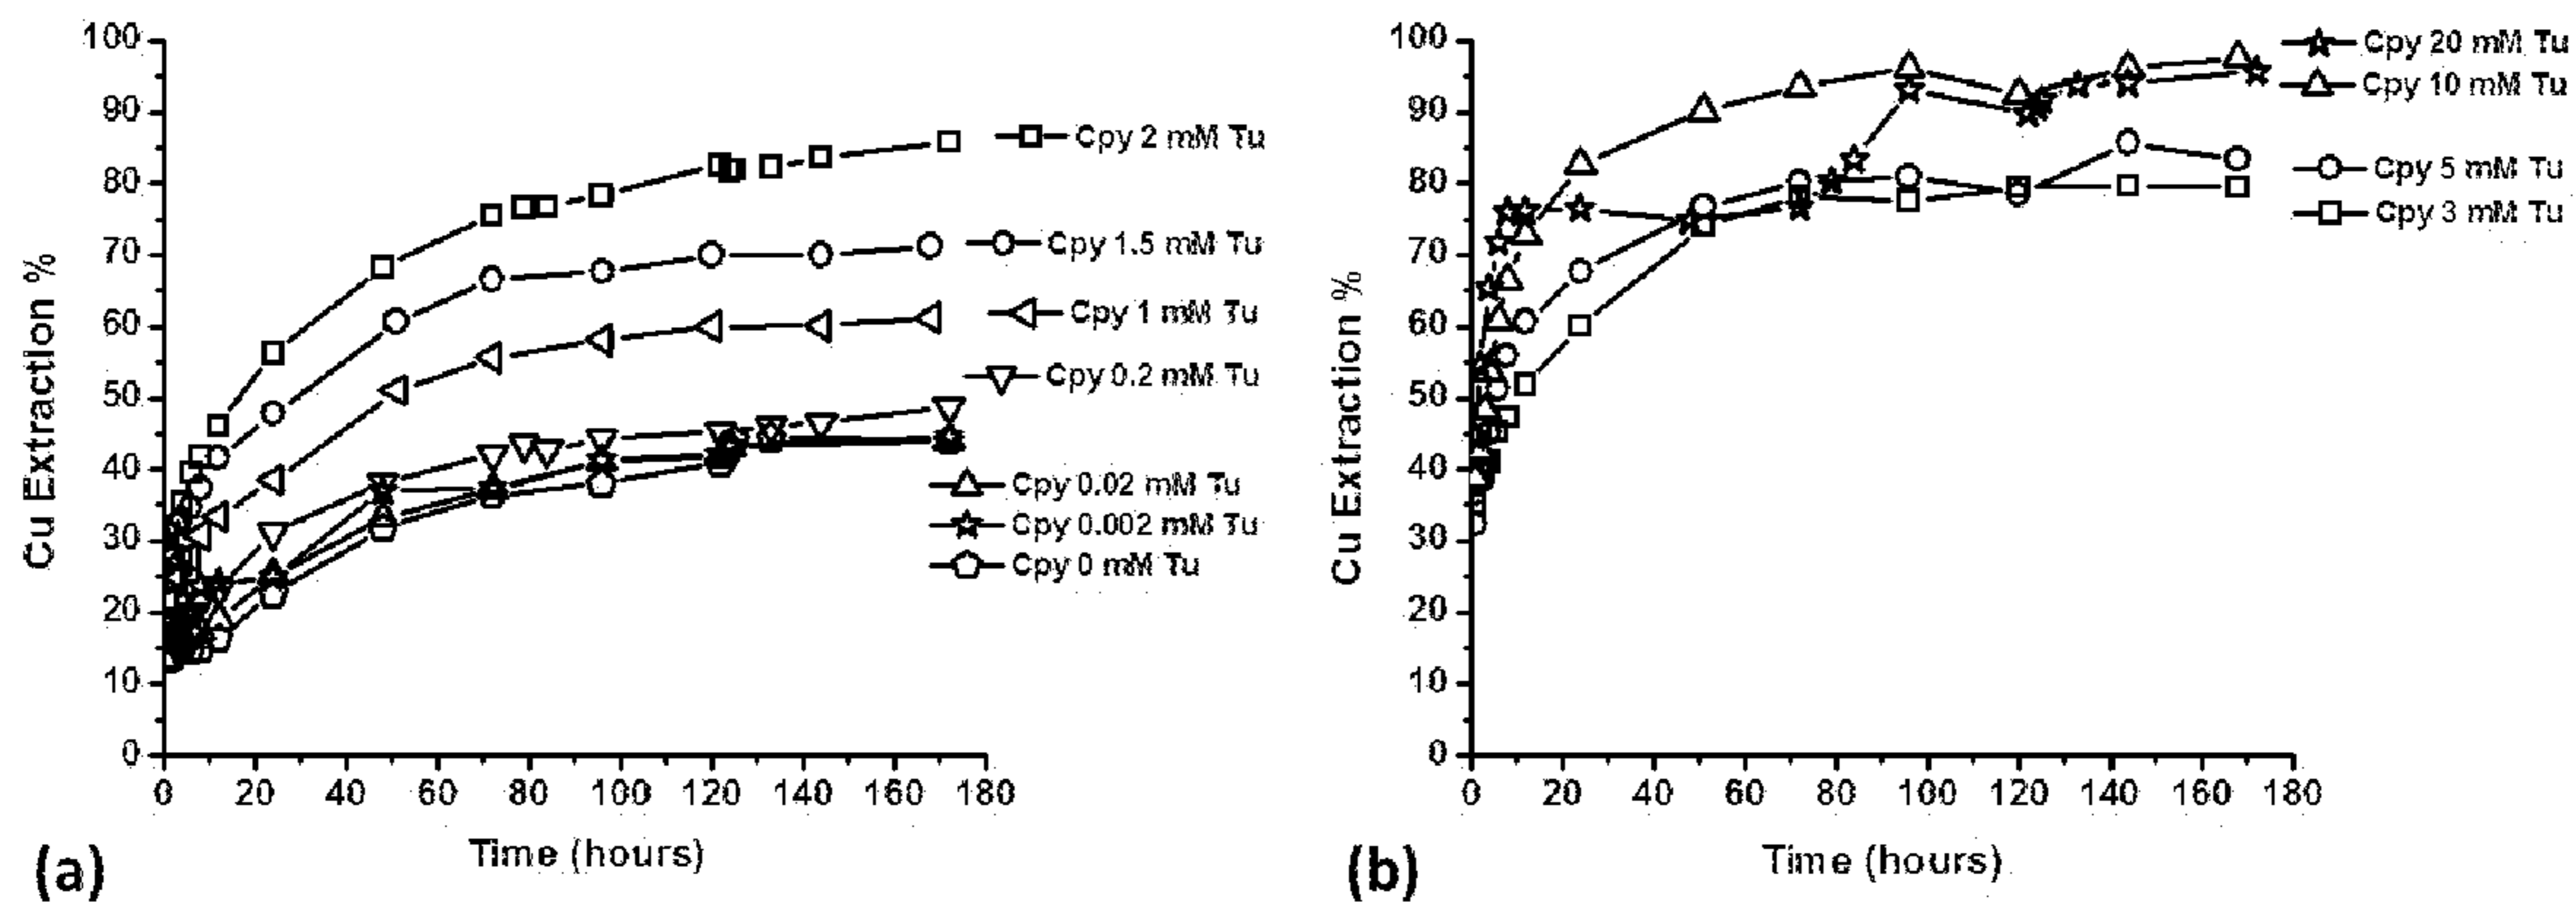 100
90
80
70
60
50
40
30
20
10
0
Cu Extraction %
0 20 40 60 80 100 120 140 160 180
Time (hours)
(a)
Cpy 2 mM Tu
Cpy 1.5 mM Tu
Cpy 1 mM Tu
Cpy 0.2 mM Tu
Cpy 0.02 mM Tu
Cpy 0.002 mM Tu
Cpy 0 mM Tu
100
90
80
70
60
50
40
30
20
10
0
Cu Extraction %
0 20 40 60 80 100 120 140 160 180
Time (hours)
(b)
Cpy 20 mM Tu
Cpy 10 mM Tu
Cpy 5 mM Tu
Cpy 3 mM Tu